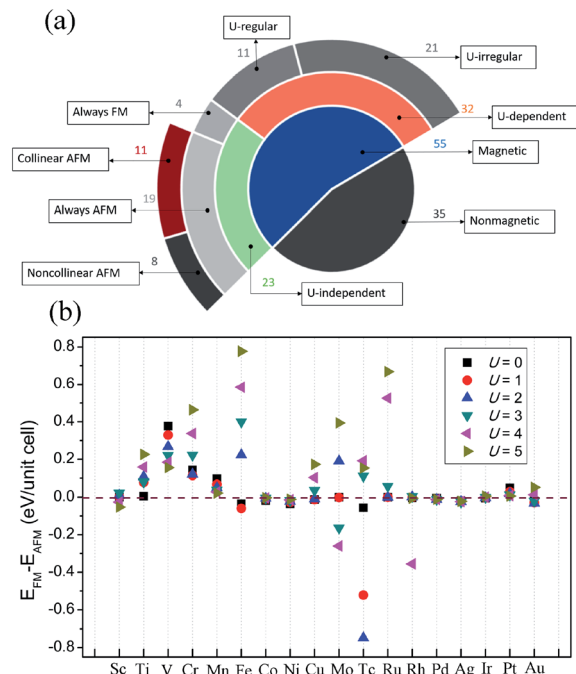 (a)
U-regular
11
21
U-irregular
Always FM
4
32
U-dependent
Collinear AFM
11
55
Magnetic
Always AFM
19
35
Nonmagnetic
Noncollinear AFM
8
23
U-independent
(b)
E_FM-E_AFM (eV/unit cell)
0.8
0.6
0.4
0.2
0.0
-0.2
-0.4
-0.6
-0.8
U = 0
U = 1
U = 2
U = 3
U = 4
U = 5
Sc Ti V Cr Mn Fe Co Ni Cu Mo Tc Ru Rh Pd Ag Ir Pt Au